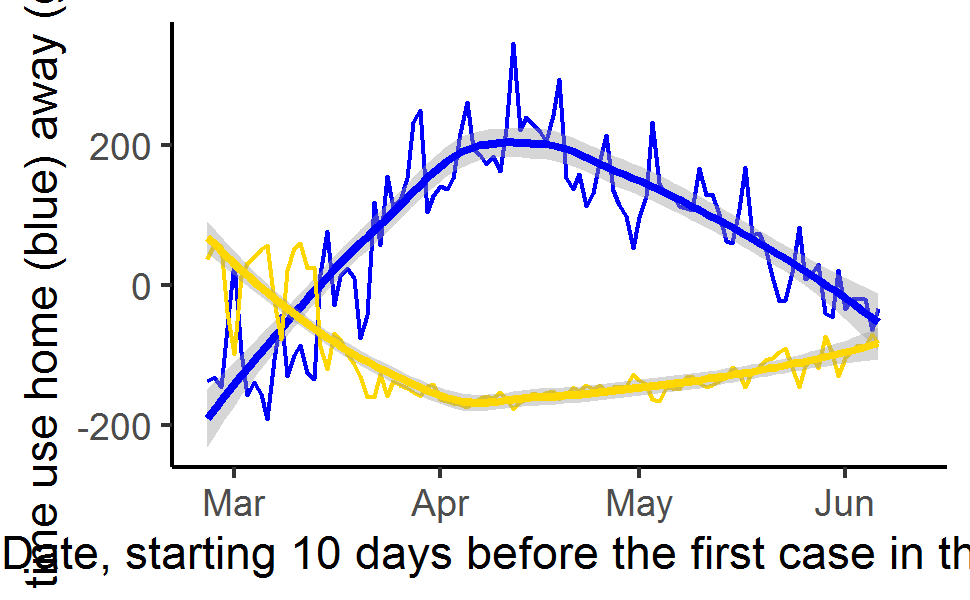 time use home (blue) away (g
200
0
-200
Mar Apr May Jun
Date, starting 10 days before the first case in th